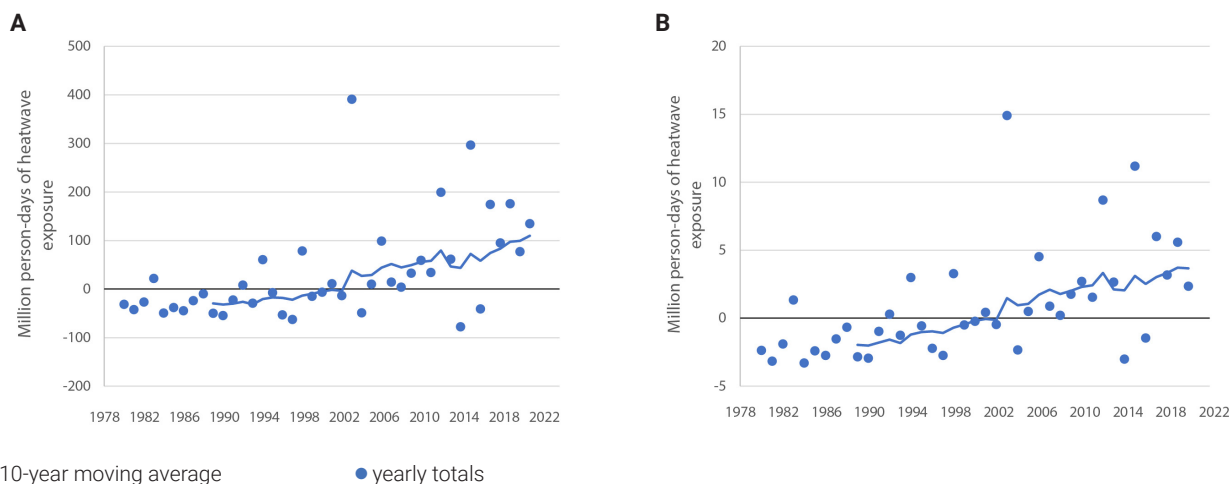 A
Million person-days of heatwave
exposure
500
400
300
200
100
0
-100
-200
1978 1982 1986 1990 1994 1998 2002 2006 2010 2014 2018 2022
B
Million person-days of heatwave
exposure
20
15
10
5
0
-5
1978 1982 1986 1990 1994 1998 2002 2006 2010 2014 2018 2022
10-year moving average
yearly totals